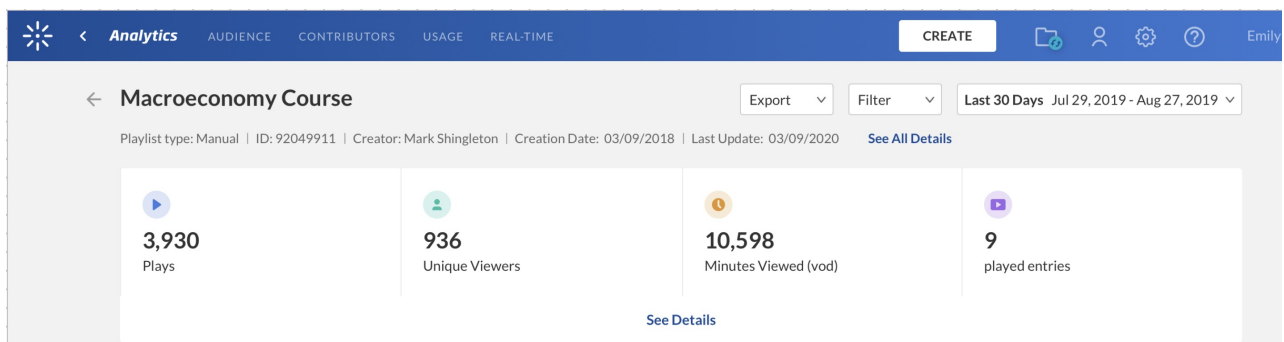 Analytics AUDIENCE CONTRIBUTORS USAGE REAL-TIME CREATE Emily
Macroeconomy Course Export Filter Last 30 Days Jul 29, 2019 - Aug 27, 2019
Playlist type: Manual | ID: 92049911 | Creator: Mark Shingleton | Creation Date: 03/09/2018 | Last Update: 03/09/2020 See All Details
3,930 936 10,598 9
Plays Unique Viewers Minutes Viewed (vod) played entries
See Details